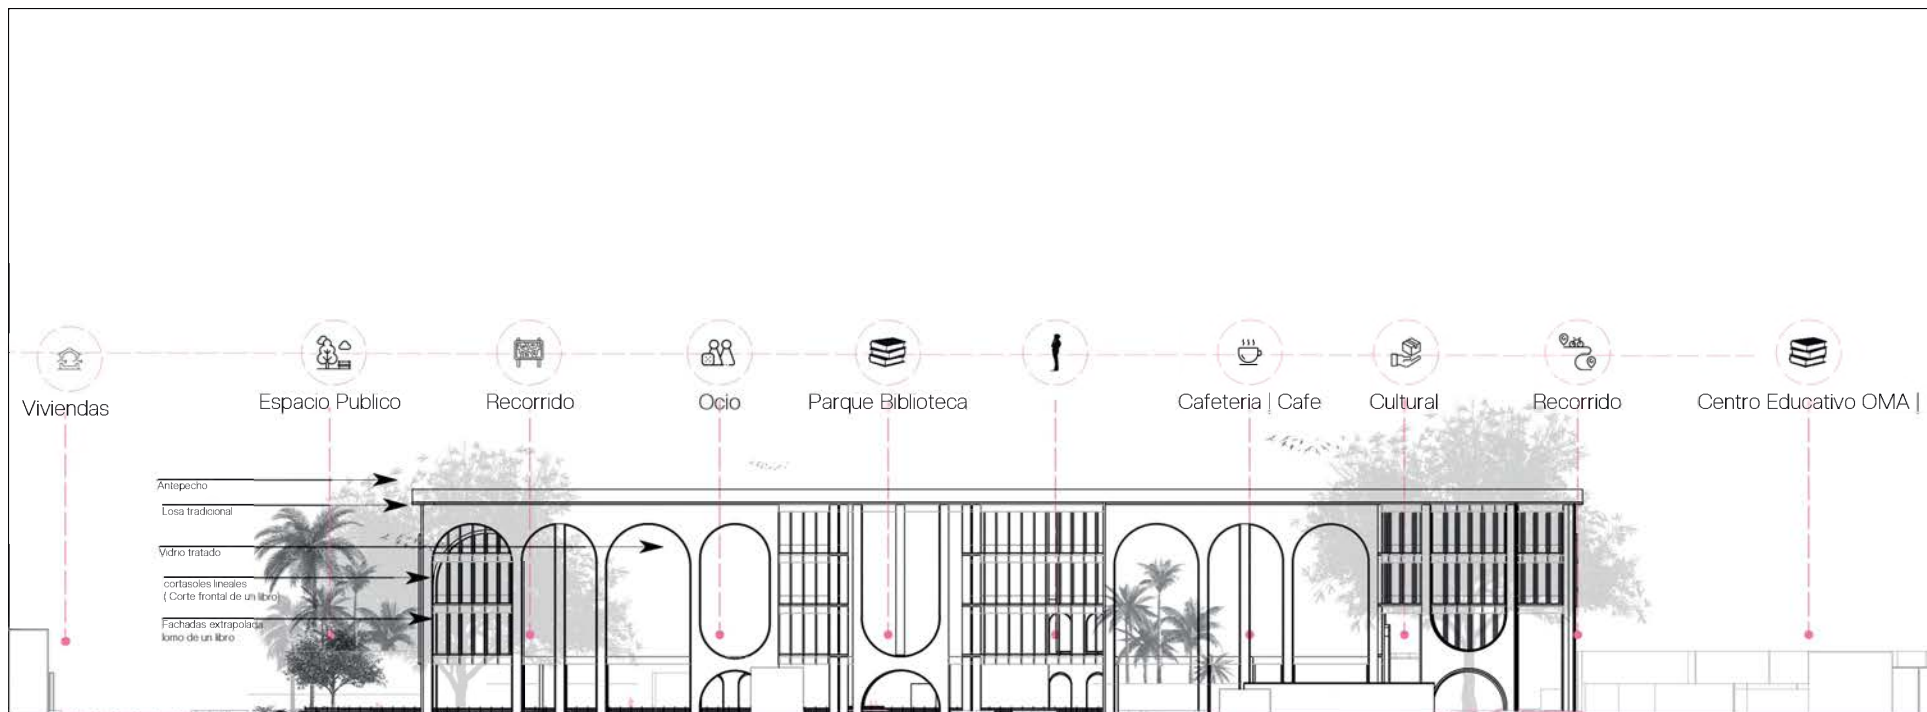 Viviendas
Espacio Publico
Recorrido
Ocio
Parque Biblioteca
Cafeteria | Cafe
Cultural
Recorrido
Centro Educativo OMA |
Antepecho
Losa tradicional
Vidrio tratado
cortasoles lineales
( Corte frontal de un libro)
Fachadas extrapolada
lomo de un libro